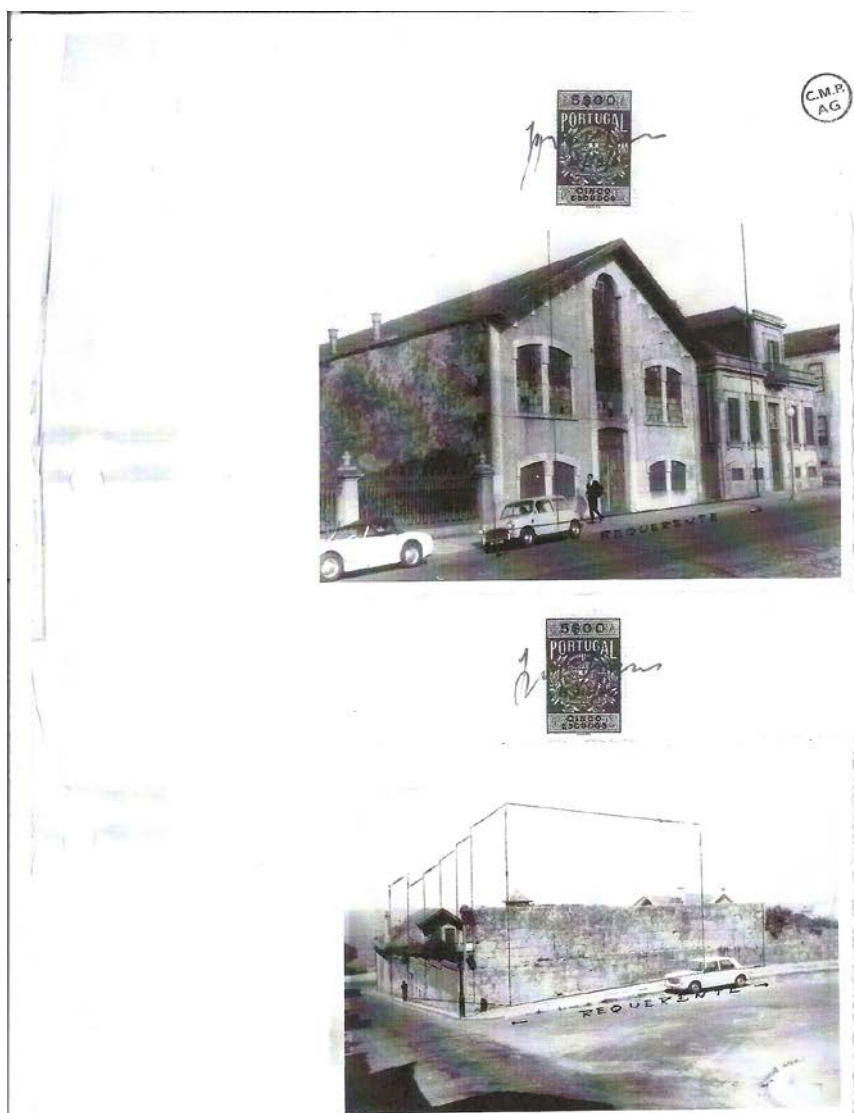 C.M.P.
AG
5$00
PORTUGAL
CINCO
ESCUDOS
REQUERENTE
5$00
PORTUGAL
CINCO
ESCUDOS
REQUERENTE